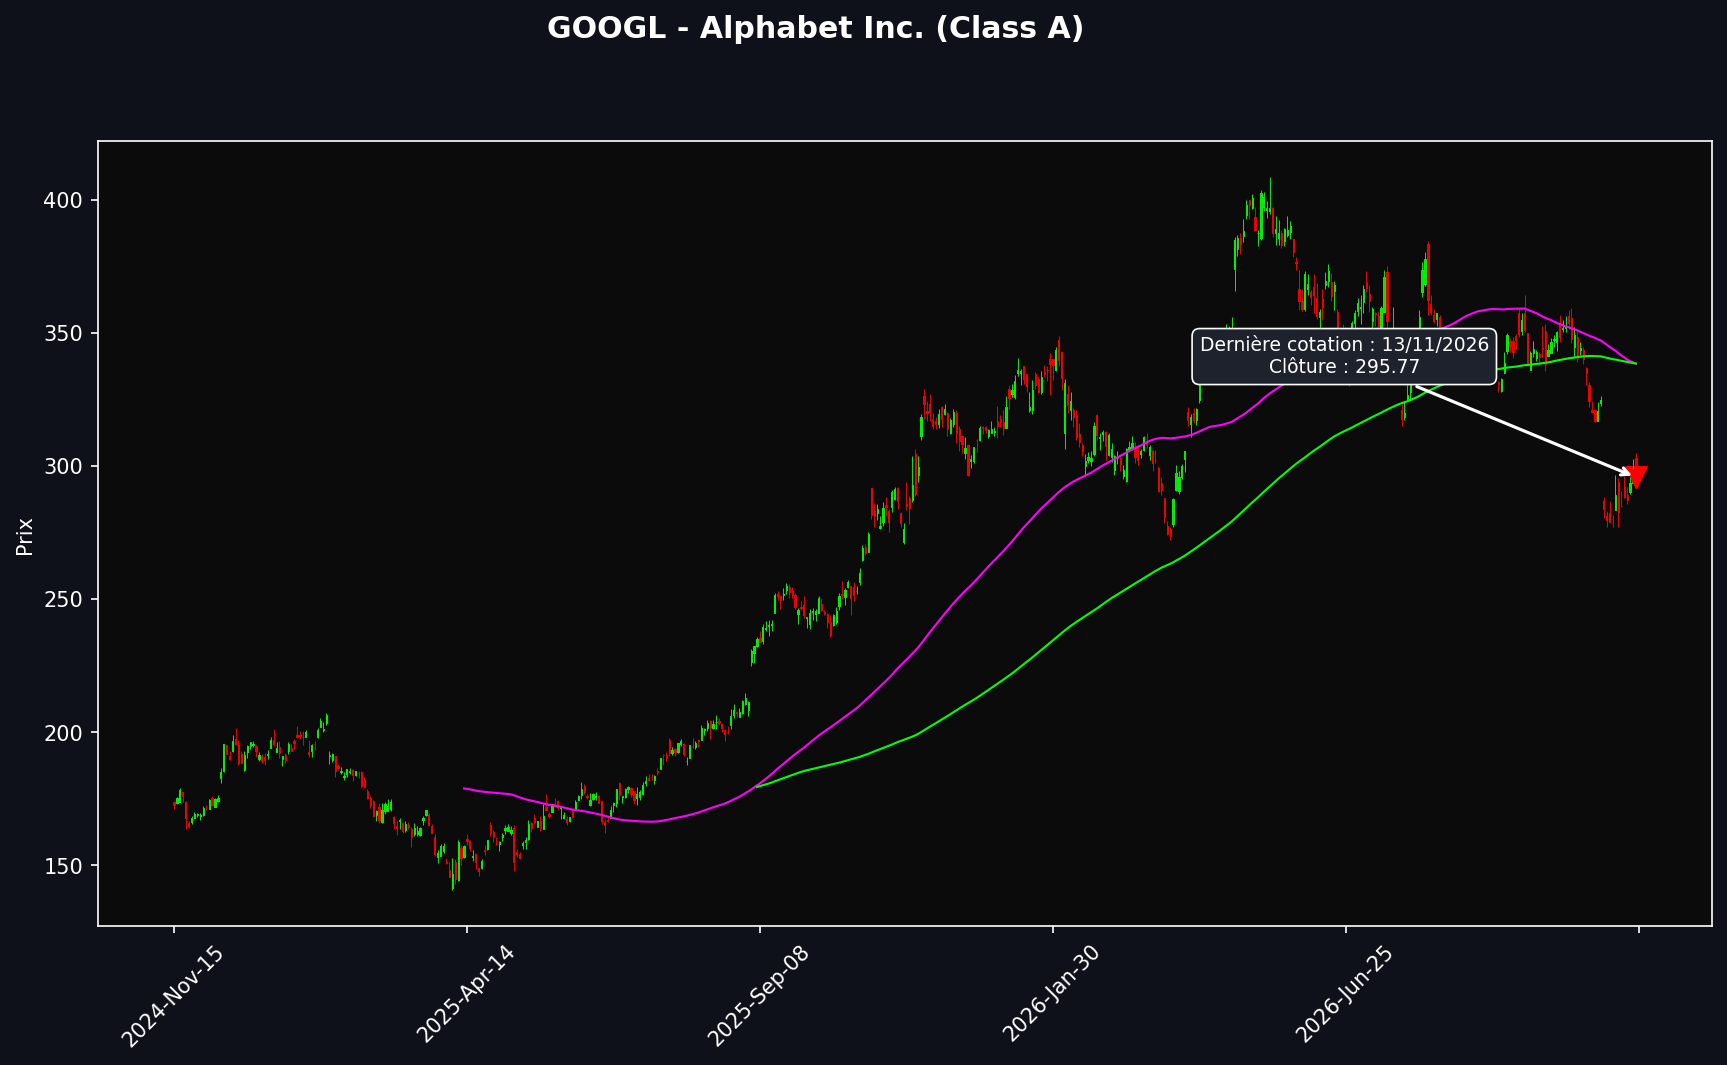 GOOGL - Alphabet Inc. (Class A)
Prix
400
350
300
250
200
150
Dernière cotation : 13/11/2026
Clôture : 295.77
2024-Nov-15
2025-Apr-14
2025-Sep-08
2026-Jan-30
2026-Jun-25